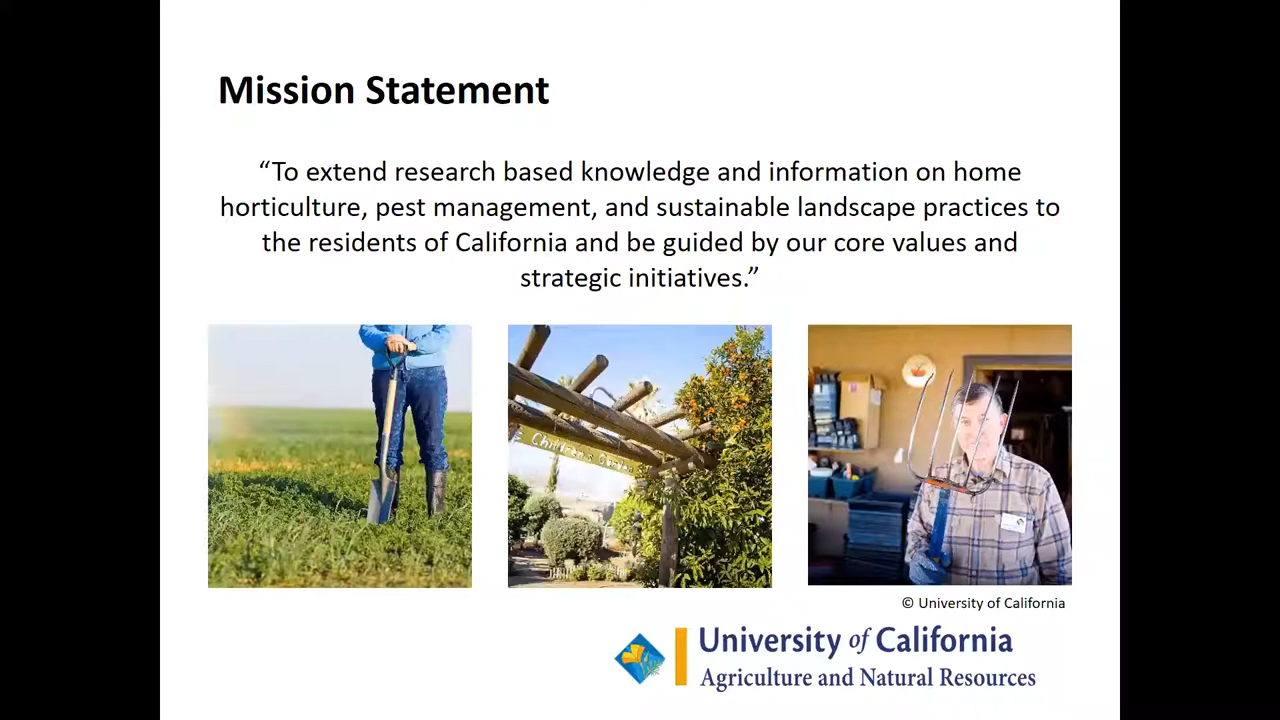 Mission Statement
“To extend research based knowledge and information on home
horticulture, pest management, and sustainable landscape practices to
the residents of California and be guided by our core values and
strategic initiatives.”
Children's Garden
© University of California
University of California
Agriculture and Natural Resources